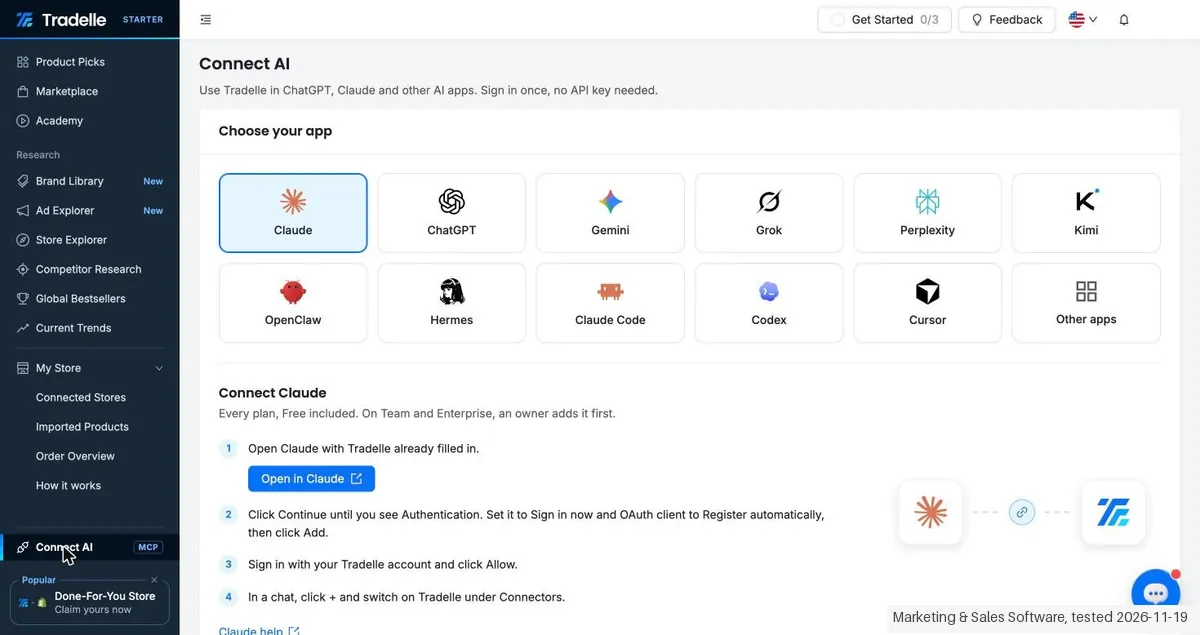 Tradelle STARTER
Get Started 0/3
Feedback
Product Picks
Marketplace
Academy
Research
Brand Library New
Ad Explorer New
Store Explorer
Competitor Research
Global Bestsellers
Current Trends
My Store
Connected Stores
Imported Products
Order Overview
How it works
Connect AI MCP
Popular
Done-For-You Store
Claim yours now
Connect AI
Use Tradelle in ChatGPT, Claude and other AI apps. Sign in once, no API key needed.
Choose your app
Claude
ChatGPT
Gemini
Grok
Perplexity
Kimi
OpenClaw
Hermes
Claude Code
Codex
Cursor
Other apps
Connect Claude
Every plan, Free included. On Team and Enterprise, an owner adds it first.
1 Open Claude with Tradelle already filled in.
Open in Claude
2 Click Continue until you see Authentication. Set it to Sign in now and OAuth client to Register automatically,
then click Add.
3 Sign in with your Tradelle account and click Allow.
4 In a chat, click + and switch on Tradelle under Connectors.
Claude help
Marketing & Sales Software, tested 2026-11-19